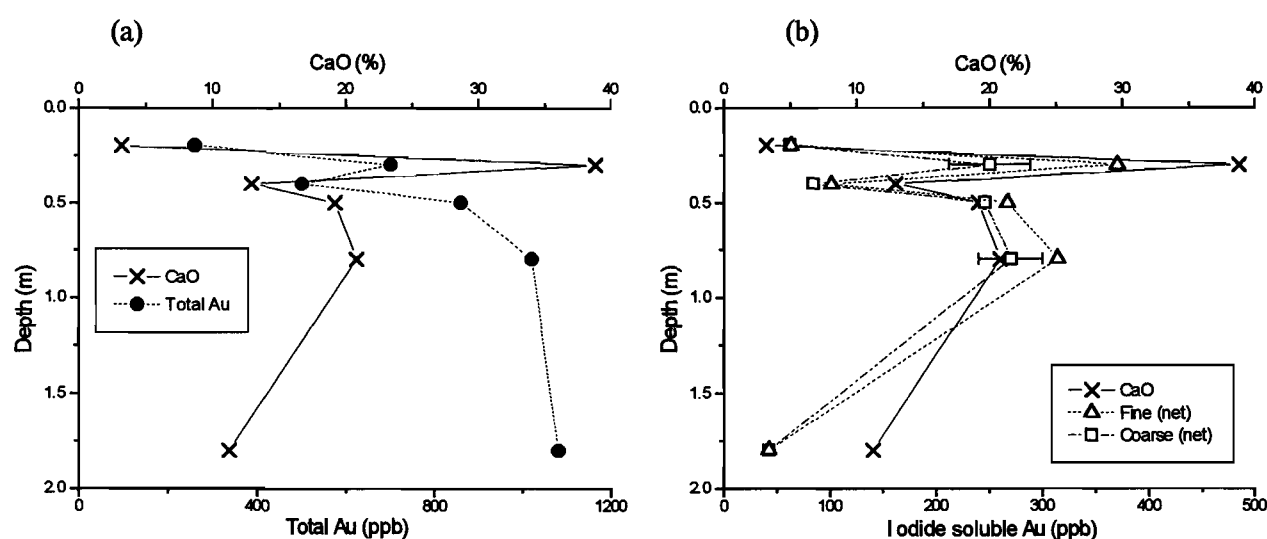 (a)
CaO (%)
0 10 20 30 40
0.0
0.5
1.0
1.5
2.0
Depth (m)
CaO
Total Au
400 800 1200
Total Au (ppb)
(b)
CaO (%)
0 10 20 30 40
0.0
0.5
1.0
1.5
2.0
Depth (m)
CaO
Fine (net)
Coarse (net)
100 200 300 400 500
Iodide soluble Au (ppb)